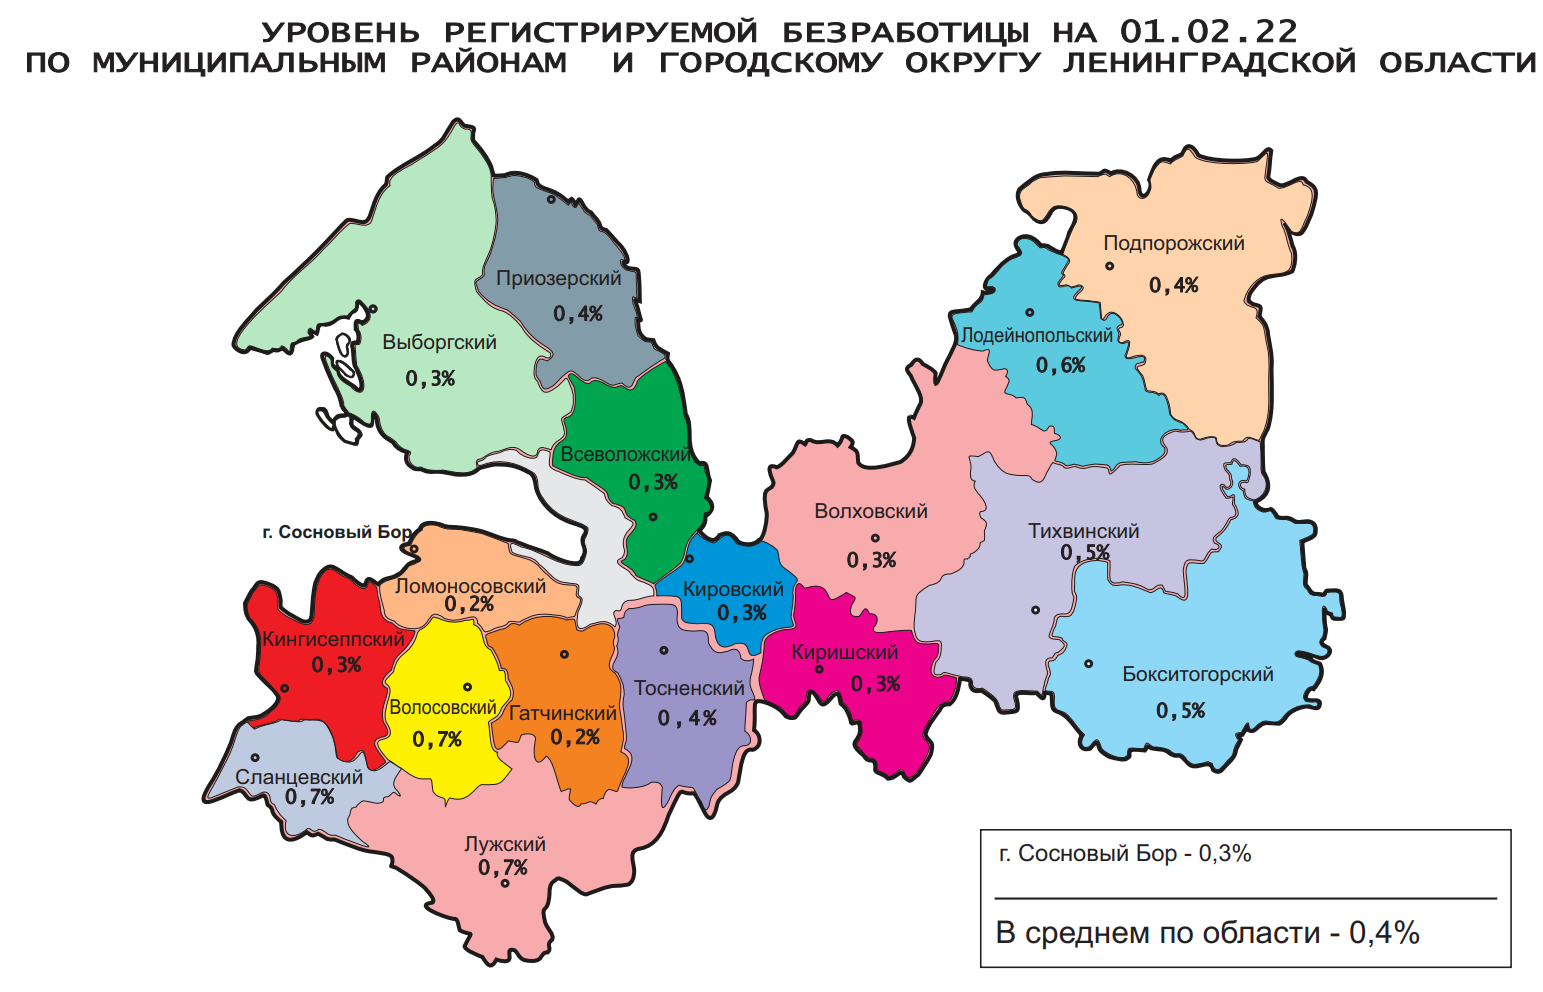 УРОВЕНЬ РЕГИСТРИРУЕМОЙ БЕЗРАБОТИЦЫ НА 01.02.22
ПО МУНИЦИПАЛЬНЫМ РАЙОНАМ И ГОРОДСКОМУ ОКРУГУ ЛЕНИНГРАДСКОЙ ОБЛАСТИ
Подпорожский
0,4%
Приозерский
0,4%
Выборгский
0,3%
Лодейнопольский
0,6%
Всеволожский
0,3%
Волховский
0,3%
Тихвинский
0,5%
г. Сосновый Бор
Ломоносовский
0,2%
Кировский
0,3%
Кингисеппский
0,3%
Киришский
0,3%
Бокситогорский
0,5%
Волосовский
0,7%
Гатчинский
0,2%
Тосненский
0,4%
Сланцевский
0,7%
Лужский
0,7%
г. Сосновый Бор - 0,3%
В среднем по области - 0,4%